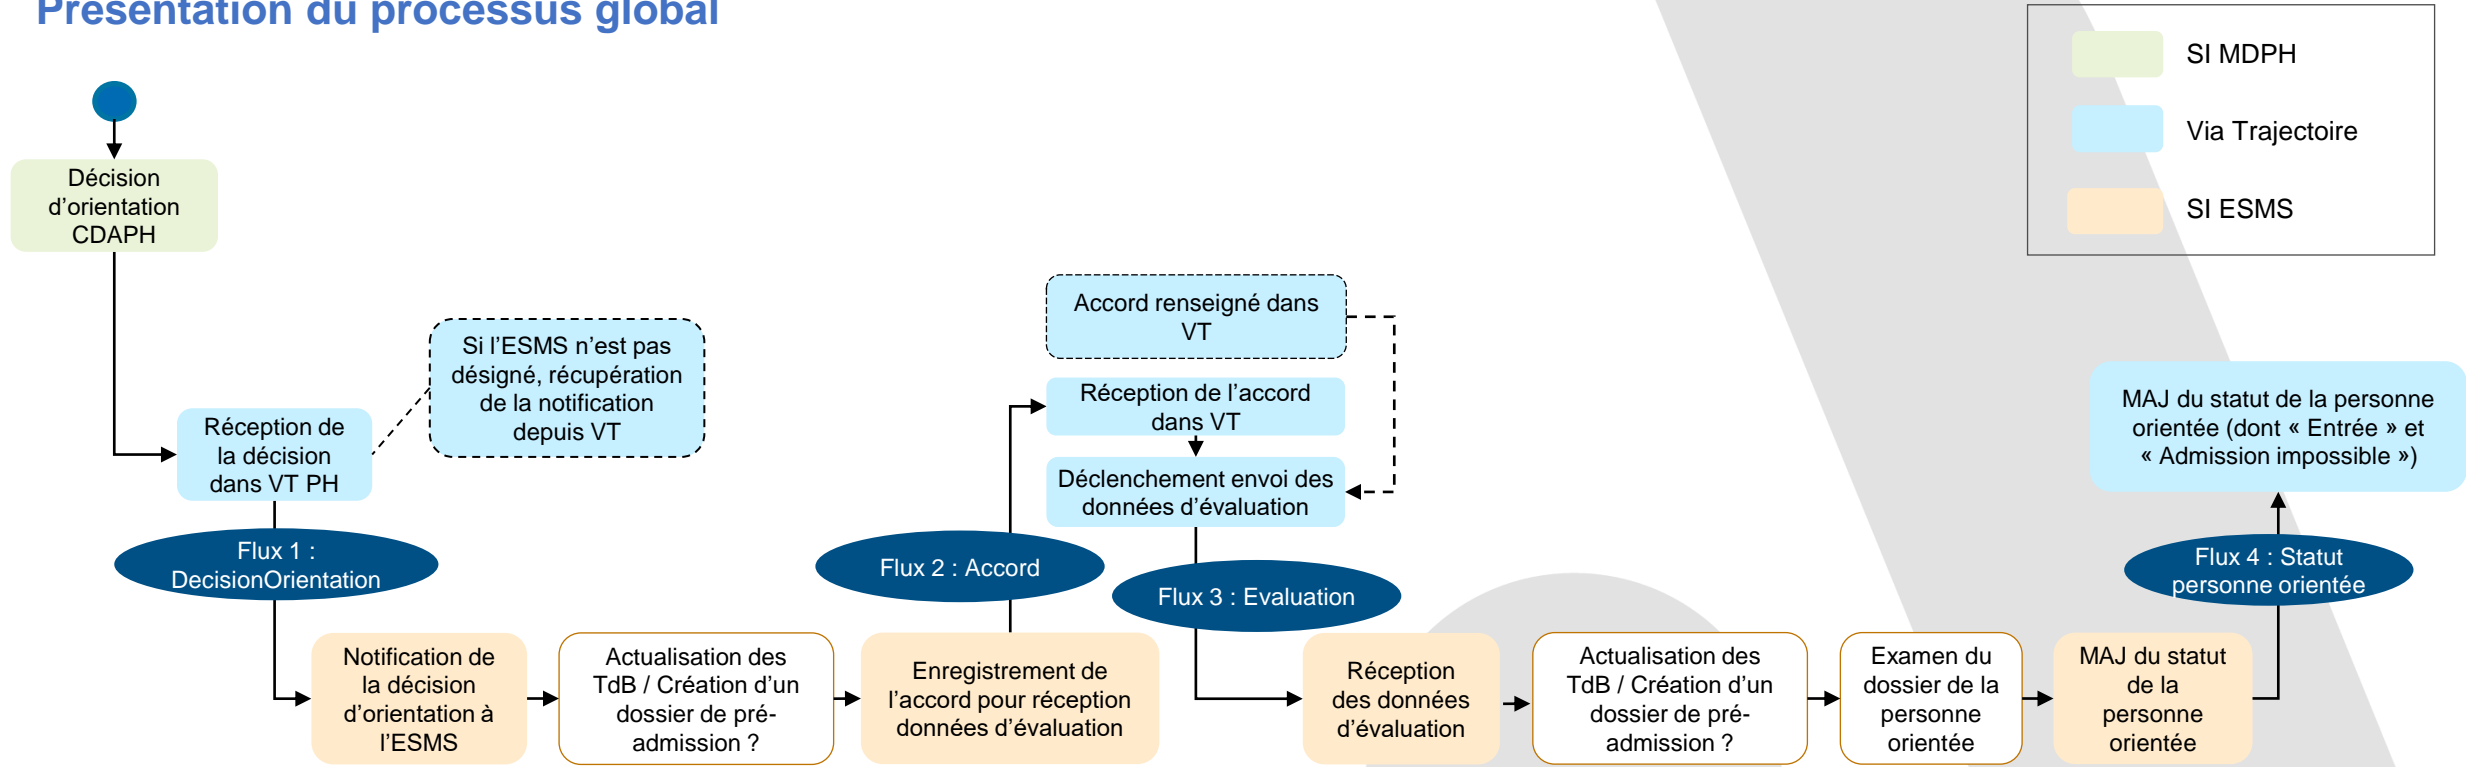 Présentation du processus global
SI MDPH
Via Trajectoire
SI ESMS
Décision
d’orientation
CDAPH
Réception de
la décision
dans VT PH
Si l’ESMS n’est pas
désigné, récupération
de la notification
depuis VT
Accord renseigné dans
VT
Réception de l’accord
dans VT
Déclenchement envoi des
données d’évaluation
MAJ du statut de la personne
orientée (dont « Entrée » et
« Admission impossible »)
Flux 1 :
DecisionOrientation
Flux 2 : Accord
Flux 3 : Evaluation
Flux 4 : Statut
personne orientée
Notification de
la décision
d’orientation à
l’ESMS
Actualisation des
TdB / Création d’un
dossier de pré-
admission ?
Enregistrement de
l’accord pour réception
données d’évaluation
Réception
des données
d’évaluation
Actualisation des
TdB / Création d’un
dossier de pré-
admission ?
Examen du
dossier de la
personne
orientée
MAJ du statut
de la
personne
orientée